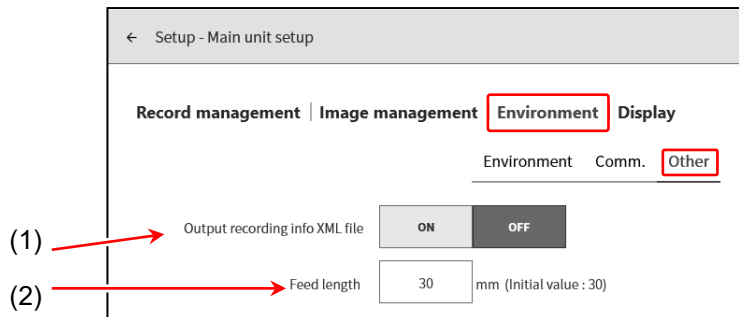 ← Setup - Main unit setup
Record management | Image management Environment Display
Environment Comm. Other
(1) Output recording info XML file ON OFF
(2) Feed length 30 mm (Initial value : 30)